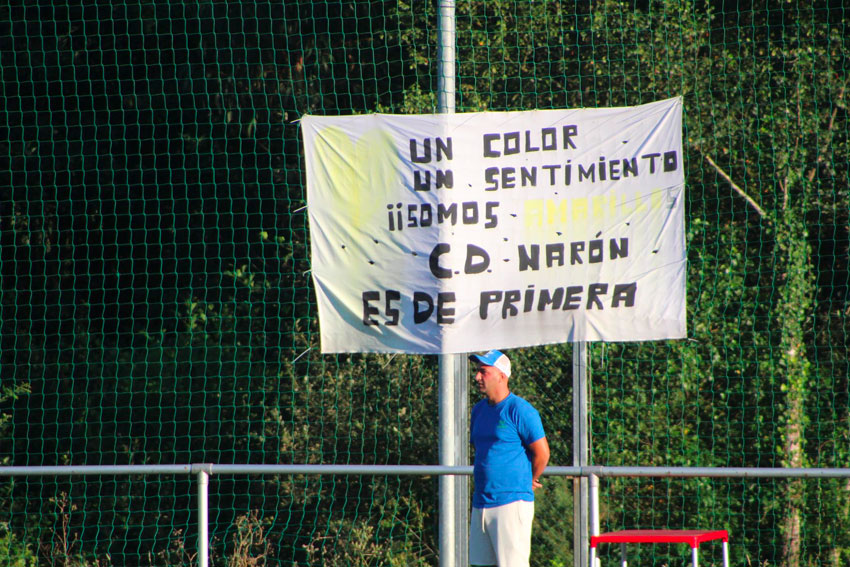 UN COLOR
UN SENTIMIENTO
¡¡SOMOS AMARILLOS
C.D. NARÓN
ES DE PRIMERA